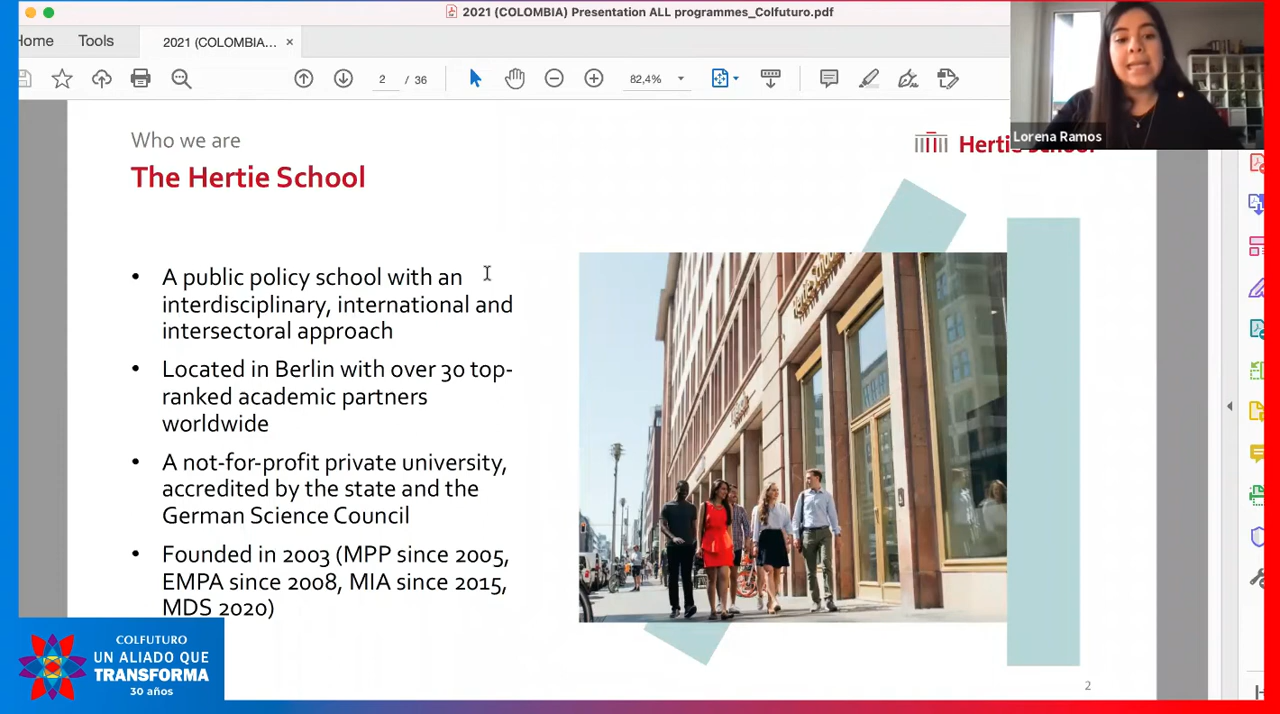 2021 (COLOMBIA) Presentation ALL programmes_Colfuturo.pdf
Home
Tools
2021 (COLOMBIA...
2 / 36
82,4%
Lorena Ramos
Who we are
The Hertie School
• A public policy school with an
interdisciplinary, international and
intersectoral approach
• Located in Berlin with over 30 top-
ranked academic partners
worldwide
• A not-for-profit private university,
accredited by the state and the
German Science Council
• Founded in 2003 (MPP since 2005,
EMPA since 2008, MIA since 2015,
MDS 2020)
Hertie School
2
COLFUTURO
UN ALIADO QUE
TRANSFORMA
30 años